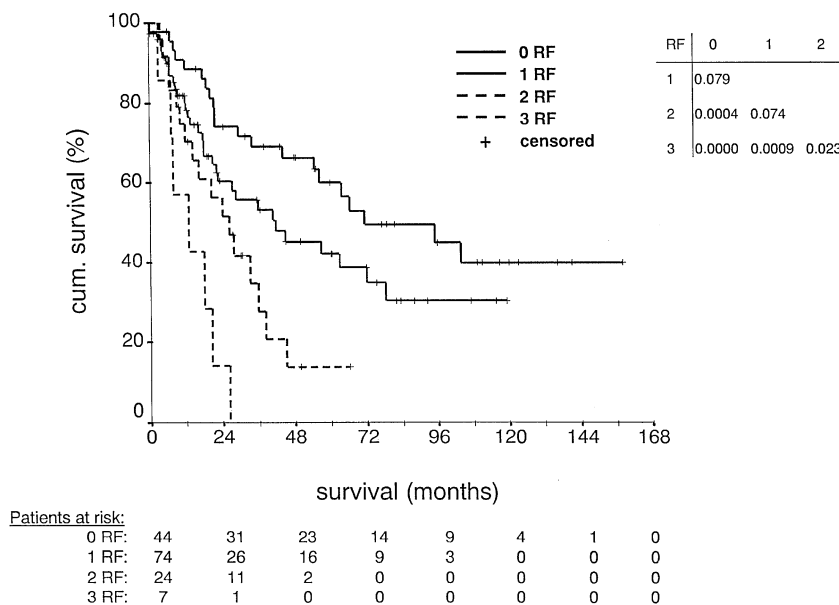 100
80
60
40
20
0
cum. survival (%)
0 24 48 72 96 120 144 168
survival (months)
0 RF
1 RF
2 RF
3 RF
+ censored
RF 0 1 2
1 0.079
2 0.0004 0.074
3 0.0000 0.0009 0.023
Patients at risk:
0 RF: 44 31 23 14 9 4 1 0
1 RF: 74 26 16 9 3 0 0 0
2 RF: 24 11 2 0 0 0 0 0
3 RF: 7 1 0 0 0 0 0 0